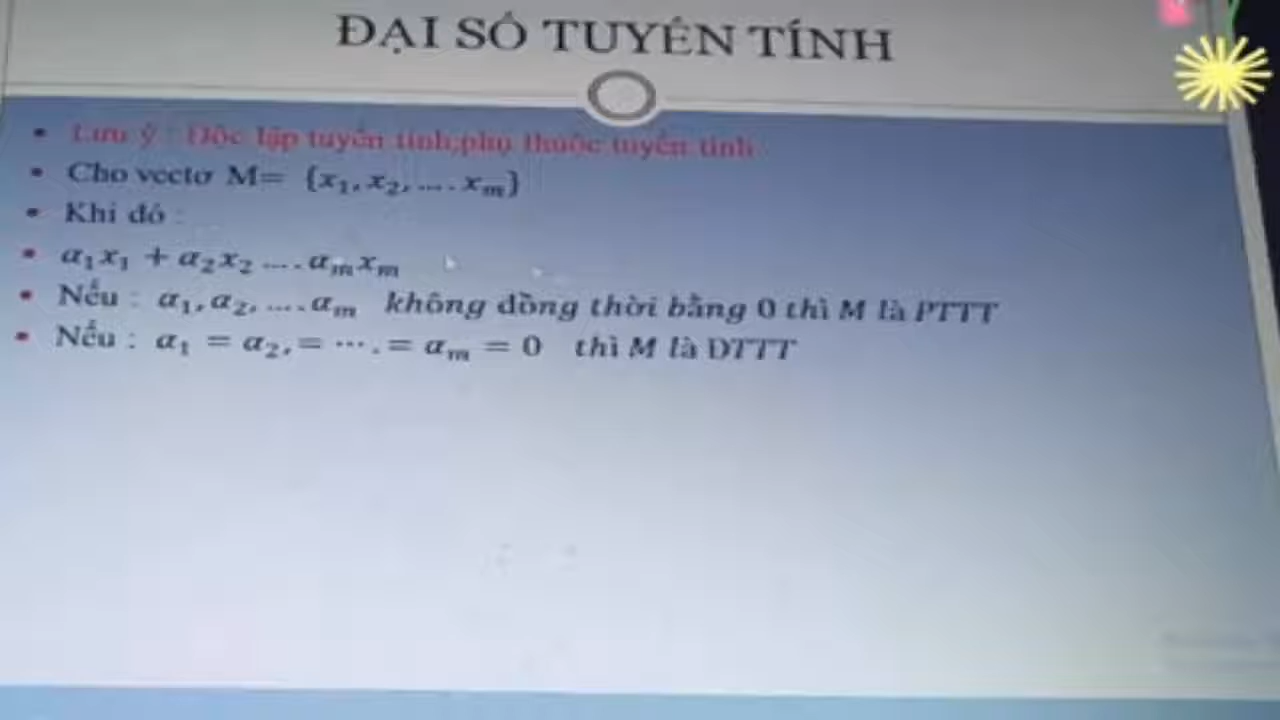 ĐẠI SỐ TUYẾN TÍNH
• Lưu ý : Độc lập tuyến tính,phụ thuộc tuyến tính
• Cho vectơ M= {x₁, x₂, .... xₘ}
• Khi đó :
• α₁x₁ + α₂x₂ .... αₘxₘ
• Nếu : α₁, α₂, .... αₘ không đồng thời bằng 0 thì M là PTTT
• Nếu : α₁ = α₂, = ⋯ . = αₘ = 0 thì M là ĐTTT